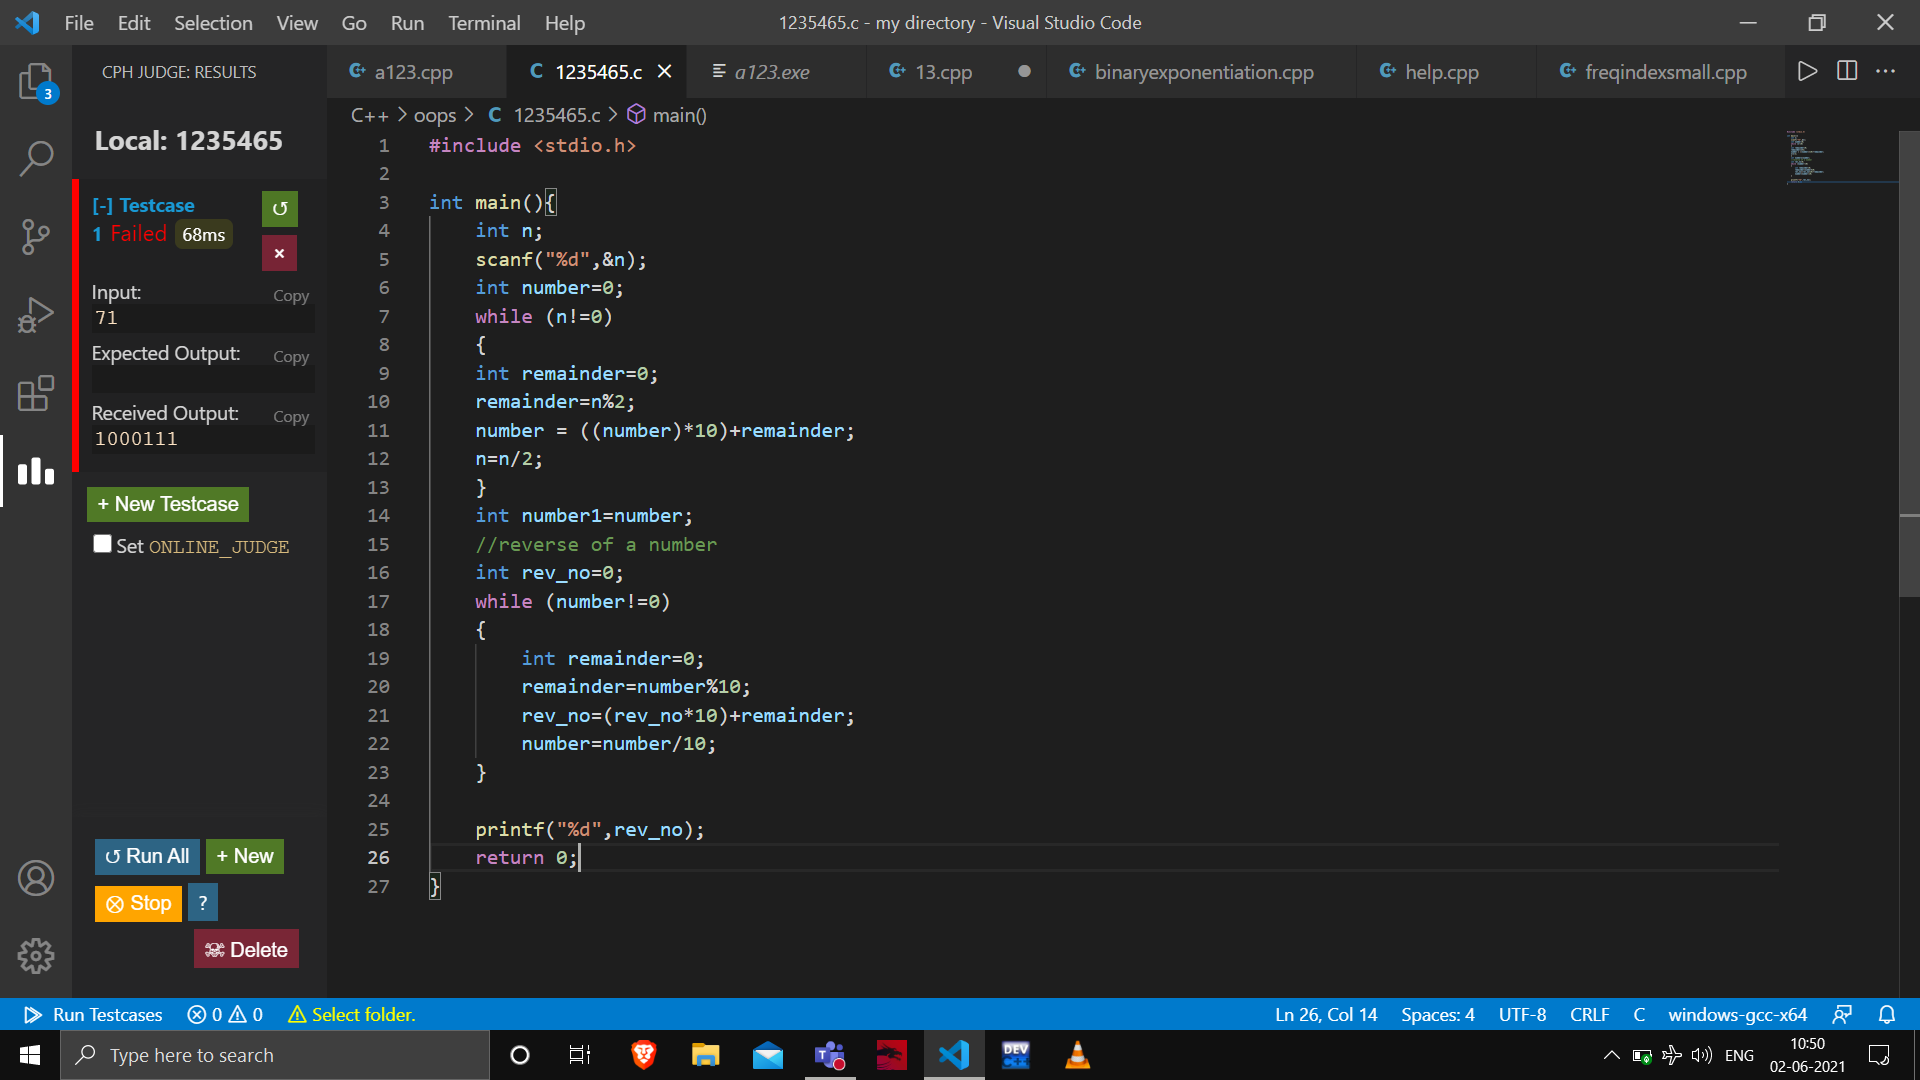 File Edit Selection View Go Run Terminal Help 1235465.c - my directory - Visual Studio Code
CPH JUDGE: RESULTS
a123.cpp 1235465.c a123.exe 13.cpp binaryexponentiation.cpp help.cpp freqindexsmall.cpp
3
C++ > oops > C 1235465.c > main()
Local: 1235465
[-] Testcase
1 Failed 68ms
Input: Copy
71
Expected Output: Copy
Received Output: Copy
1000111
+ New Testcase
Set ONLINE_JUDGE
Run All + New
Stop ?
Delete
1 #include <stdio.h>
2
3 int main(){
4 int n;
5 scanf("%d",&n);
6 int number=0;
7 while (n!=0)
8 {
9 int remainder=0;
10 remainder=n%2;
11 number = ((number)*10)+remainder;
12 n=n/2;
13 }
14 int number1=number;
15 //reverse of a number
16 int rev_no=0;
17 while (number!=0)
18 {
19 int remainder=0;
20 remainder=number%10;
21 rev_no=(rev_no*10)+remainder;
22 number=number/10;
23 }
24
25 printf("%d",rev_no);
26 return 0;
27 }
Run Testcases 0 0 Select folder. Ln 26, Col 14 Spaces: 4 UTF-8 CRLF C windows-gcc-x64
Type here to search DEV C++ ENG 10:50
02-06-2021